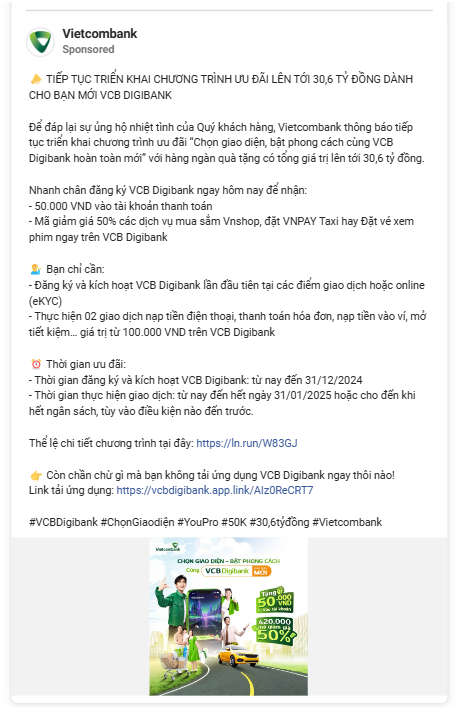 Vietcombank
Sponsored
📣 TIẾP TỤC TRIỂN KHAI CHƯƠNG TRÌNH ƯU ĐÃI LÊN TỚI 30,6 TỶ ĐỒNG DÀNH
CHO BẠN MỚI VCB DIGIBANK
Để đáp lại sự ủng hộ nhiệt tình của Quý khách hàng, Vietcombank thông báo tiếp
tục triển khai chương trình ưu đãi “Chọn giao diện, bật phong cách cùng VCB
Digibank hoàn toàn mới” với hàng ngàn quà tặng có tổng giá trị lên tới 30,6 tỷ đồng.
Nhanh chân đăng ký VCB Digibank ngay hôm nay để nhận:
- 50.000 VND vào tài khoản thanh toán
- Mã giảm giá 50% các dịch vụ mua sắm Vnshop, đặt VNPAY Taxi hay Đặt vé xem
phim ngay trên VCB Digibank
💁 Bạn chỉ cần:
- Đăng ký và kích hoạt VCB Digibank lần đầu tiên tại các điểm giao dịch hoặc online
(eKYC)
- Thực hiện 02 giao dịch nạp tiền điện thoại, thanh toán hóa đơn, nạp tiền vào ví, mở
tiết kiệm... giá trị từ 100.000 VND trên VCB Digibank
⏰ Thời gian ưu đãi:
- Thời gian đăng ký và kích hoạt VCB Digibank: từ nay đến 31/12/2024
- Thời gian thực hiện giao dịch: từ nay đến hết ngày 31/01/2025 hoặc cho đến khi
hết ngân sách, tùy vào điều kiện nào đến trước.
Thể lệ chi tiết chương trình tại đây: https://ln.run/W83GJ
👉 Còn chần chừ gì mà bạn không tải ứng dụng VCB Digibank ngay thôi nào!
Link tải ứng dụng: https://vcbdigibank.app.link/AIz0ReCRT7
#VCBDigibank #ChọnGiaodiện #YouPro #50K #30,6tỷđồng #Vietcombank
Vietcombank
CHỌN GIAO DIỆN - BẬT PHONG CÁCH
Cùng VCB Digibank MỚI
Tặng
50.000
VND
vào tài khoản
420.000
mã giảm giá
50%